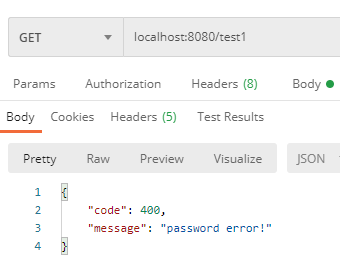 GET localhost:8080/test1
Params Authorization Headers (8) Body
Body Cookies Headers (5) Test Results
Pretty Raw Preview Visualize JSON
1 {
2 "code": 400,
3 "message": "password error!"
4 }